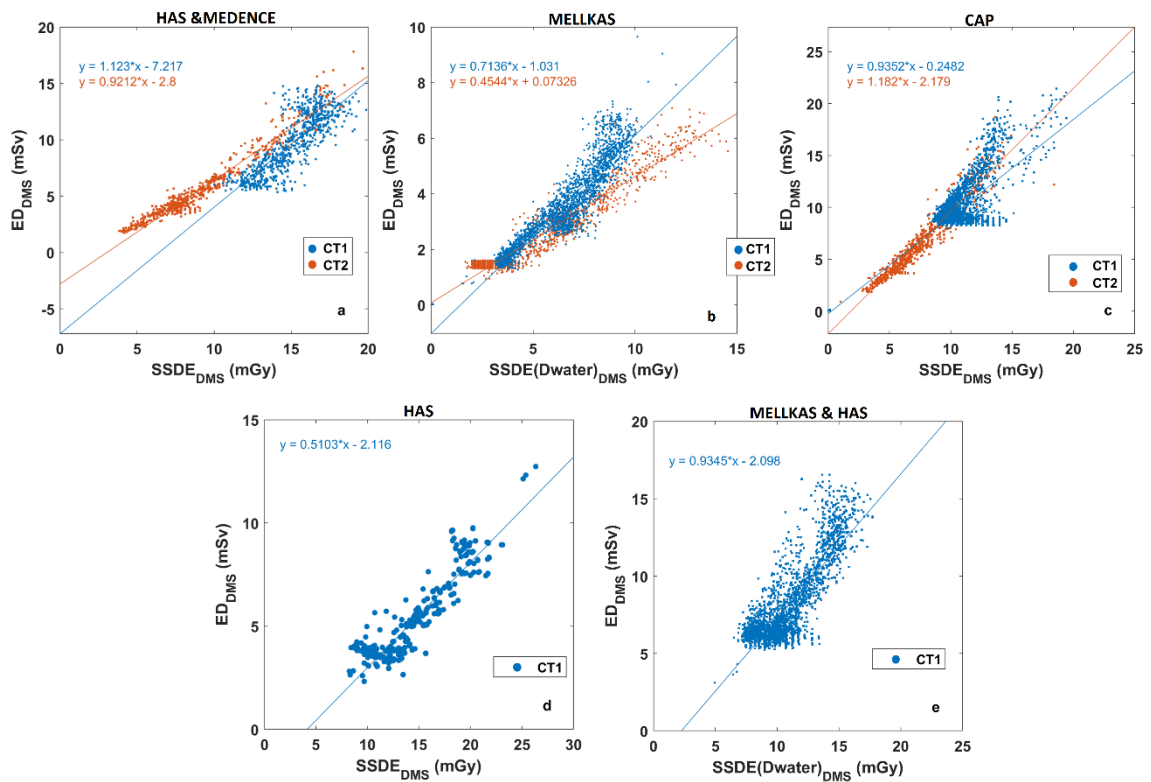 HAS &MEDENCE
20
15
10
5
0
-5
ED_DMS (mSv)
y = 1.123*x - 7.217
y = 0.9212*x - 2.8
CT1
CT2
a
0 5 10 15 20
SSDE_DMS (mGy)
MELLKAS
10
8
6
4
2
0
ED_DMS (mSv)
y = 0.7136*x - 1.031
y = 0.4544*x + 0.07326
CT1
CT2
b
0 5 10 15
SSDE(Dwater)_DMS (mGy)
CAP
25
20
15
10
5
0
ED_DMS (mSv)
y = 0.9352*x - 0.2482
y = 1.182*x - 2.179
CT1
CT2
c
0 5 10 15 20 25
SSDE_DMS (mGy)
HAS
15
10
5
0
ED_DMS (mSv)
y = 0.5103*x - 2.116
CT1
d
0 5 10 15 20 25 30
SSDE_DMS (mGy)
MELLKAS & HAS
20
15
10
5
0
ED_DMS (mSv)
y = 0.9345*x - 2.098
CT1
e
0 5 10 15 20 25
SSDE(Dwater)_DMS (mGy)